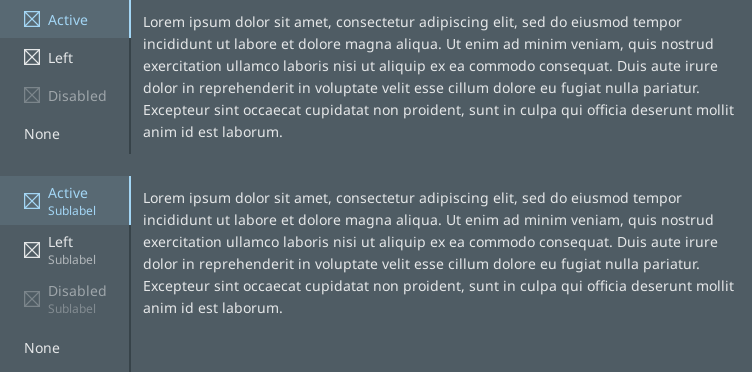 Active
Left
Disabled
None
Lorem ipsum dolor sit amet, consectetur adipiscing elit, sed do eiusmod tempor
incididunt ut labore et dolore magna aliqua. Ut enim ad minim veniam, quis nostrud
exercitation ullamco laboris nisi ut aliquip ex ea commodo consequat. Duis aute irure
dolor in reprehenderit in voluptate velit esse cillum dolore eu fugiat nulla pariatur.
Excepteur sint occaecat cupidatat non proident, sunt in culpa qui officia deserunt mollit
anim id est laborum.
Active
Sublabel
Left
Sublabel
Disabled
Sublabel
None
Lorem ipsum dolor sit amet, consectetur adipiscing elit, sed do eiusmod tempor
incididunt ut labore et dolore magna aliqua. Ut enim ad minim veniam, quis nostrud
exercitation ullamco laboris nisi ut aliquip ex ea commodo consequat. Duis aute irure
dolor in reprehenderit in voluptate velit esse cillum dolore eu fugiat nulla pariatur.
Excepteur sint occaecat cupidatat non proident, sunt in culpa qui officia deserunt mollit
anim id est laborum.